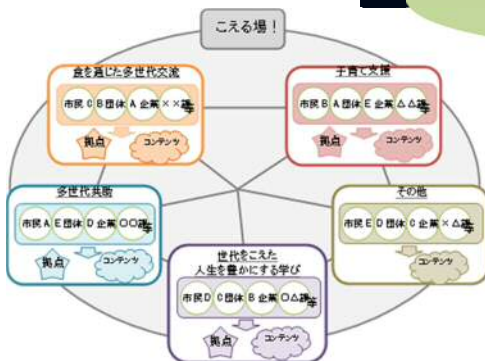 こえる場!
食を通じた多世代交流
市民C B団体 A企業 ××課等
拠点
コンテンツ
子育て支援
市民B A団体 E企業 △△課等
拠点
コンテンツ
多世代共助
市民A E団体 D企業 〇〇課等
拠点
コンテンツ
その他
市民E D団体 C企業 ×△課等
コンテンツ
世代をこえた
人生を豊かにする学び
市民D C団体 B企業 〇△課等
拠点
コンテンツ